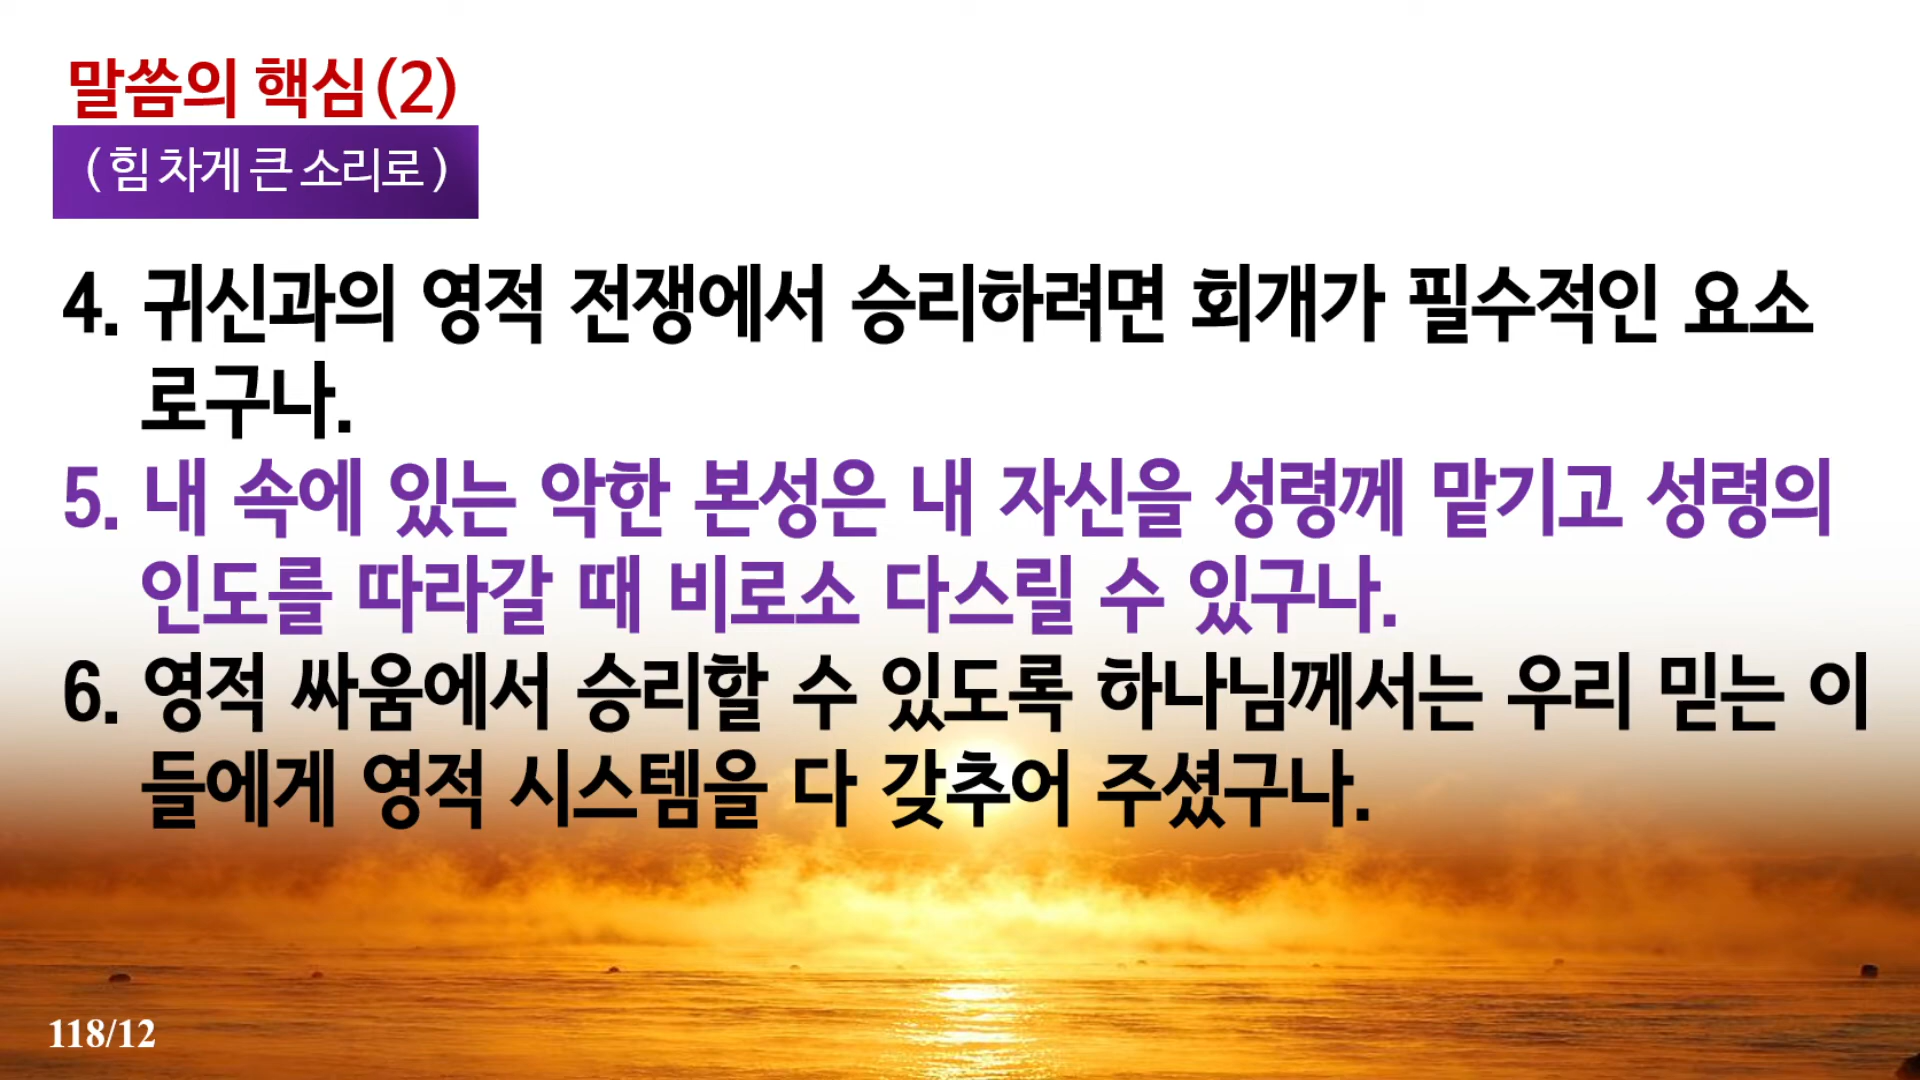 말씀의 핵심(2)
( 힘 차게 큰 소리로 )
4. 귀신과의 영적 전쟁에서 승리하려면 회개가 필수적인 요소
로구나.
5. 내 속에 있는 악한 본성은 내 자신을 성령께 맡기고 성령의
인도를 따라갈 때 비로소 다스릴 수 있구나.
6. 영적 싸움에서 승리할 수 있도록 하나님께서는 우리 믿는 이
들에게 영적 시스템을 다 갖추어 주셨구나.
118/12